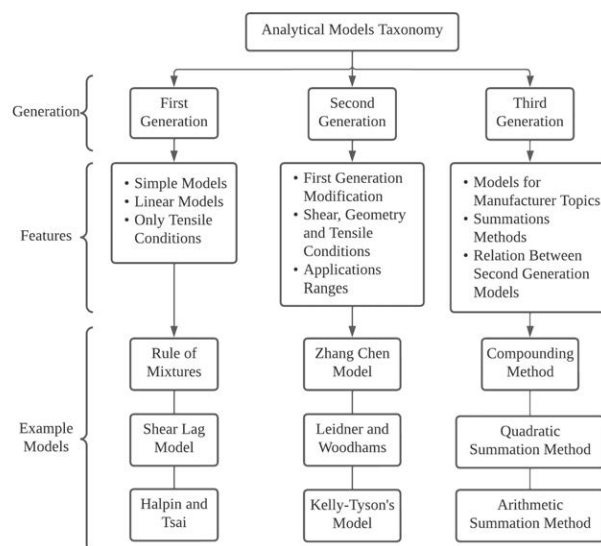 Analytical Models Taxonomy
Generation
First
Generation
Second
Generation
Third
Generation
Features
• Simple Models
• Linear Models
• Only Tensile
Conditions
• First Generation
Modification
• Shear, Geometry
and Tensile
Conditions
• Applications
Ranges
• Models for
Manufacturer Topics
• Summations
Methods
• Relation Between
Second Generation
Models
Example
Models
Rule of
Mixtures
Zhang Chen
Model
Compounding
Method
Shear Lag
Model
Leidner and
Woodhams
Quadratic
Summation Method
Halpin and
Tsai
Kelly-Tyson's
Model
Arithmetic
Summation Method